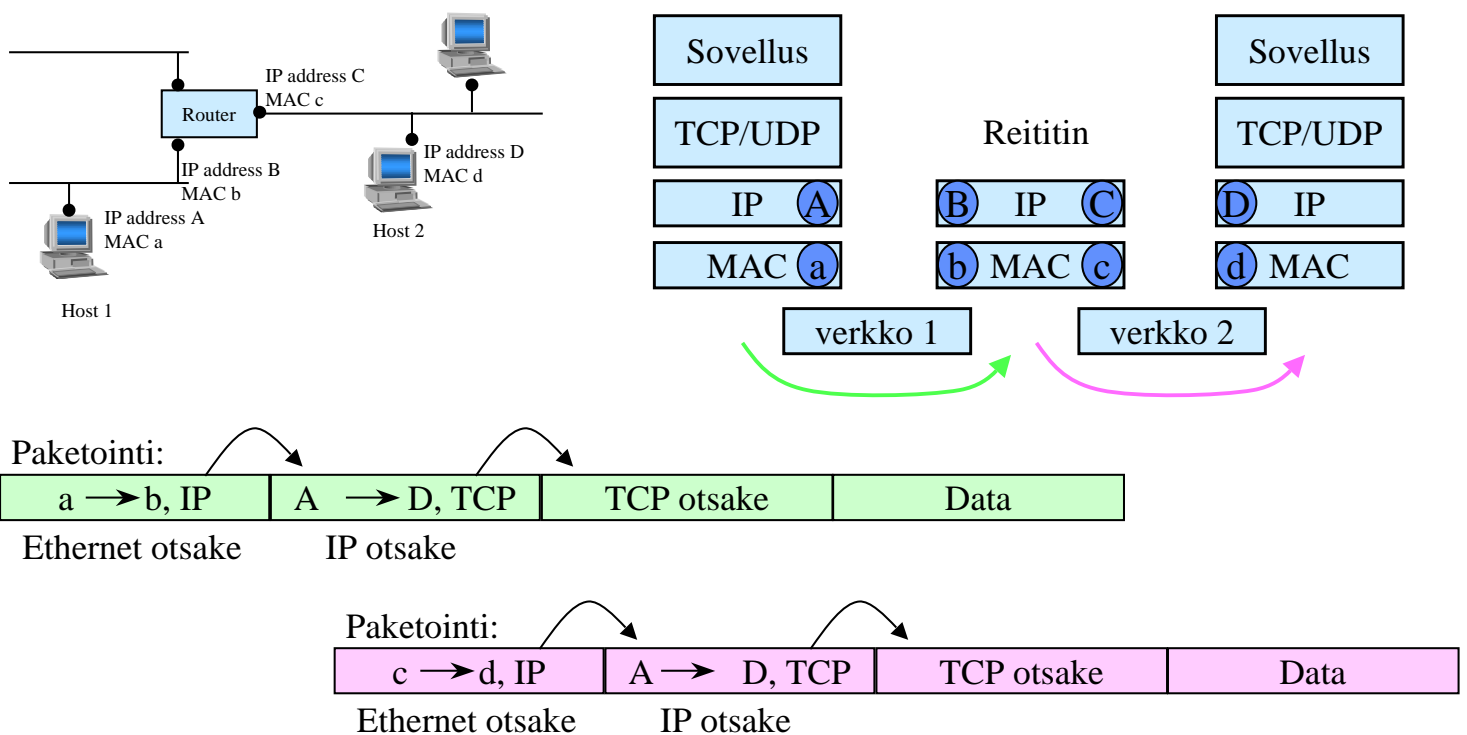 IP address C
MAC c
Router
IP address B
MAC b
IP address A
MAC a
Host 1
IP address D
MAC d
Host 2
Sovellus
TCP/UDP
IP A
MAC a
Reititin
B IP C
b MAC c
Sovellus
TCP/UDP
D IP
d MAC
verkko 1
verkko 2
Paketointi:
a → b, IP
A → D, TCP
TCP otsake
Data
Ethernet otsake
IP otsake
Paketointi:
c → d, IP
A → D, TCP
TCP otsake
Data
Ethernet otsake
IP otsake